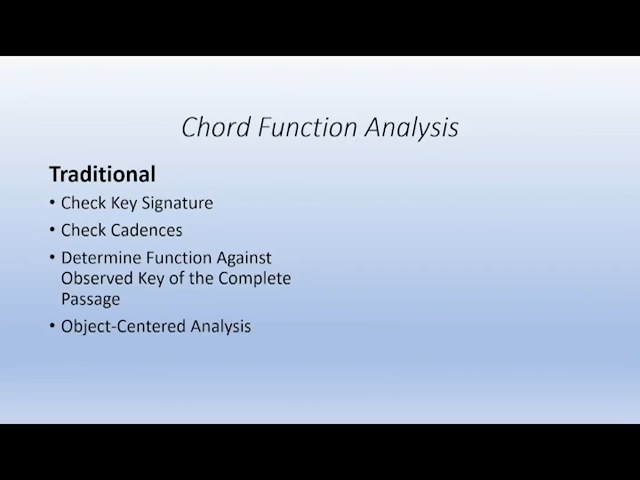 Chord Function Analysis
Traditional
• Check Key Signature
• Check Cadences
• Determine Function Against
Observed Key of the Complete
Passage
• Object-Centered Analysis